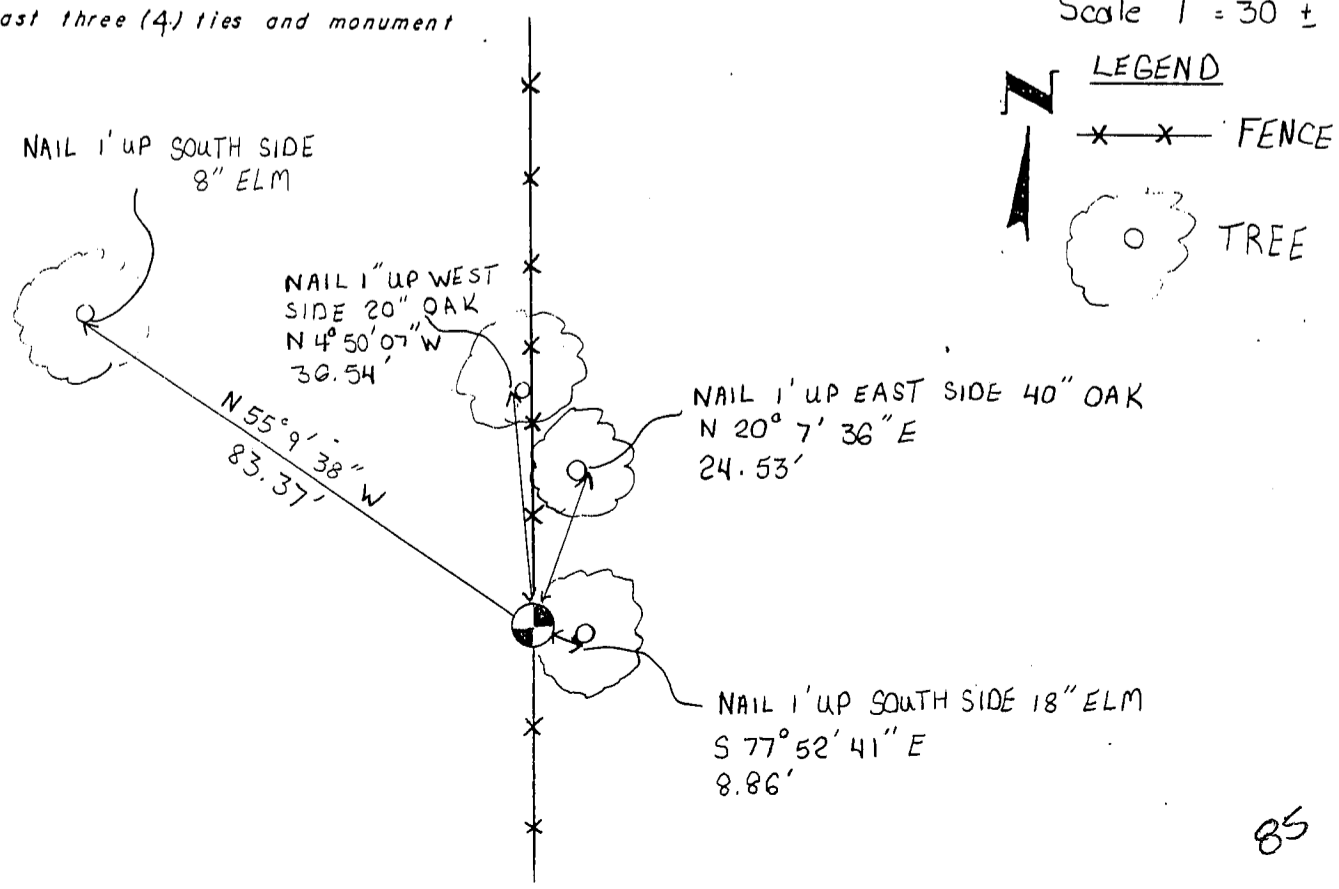 ast three (4) ties and monument
Scale 1 = 30 ±
N
LEGEND
FENCE
TREE
NAIL 1' UP SOUTH SIDE
8" ELM
NAIL 1" UP WEST
SIDE 20" OAK
N 4° 50' 07" W
36.54'
N 55° 9' 38" W
83.37'
NAIL 1' UP EAST SIDE 40" OAK
N 20° 7' 36" E
24.53'
NAIL 1' UP SOUTH SIDE 18" ELM
S 77° 52' 41" E
8.86'
85